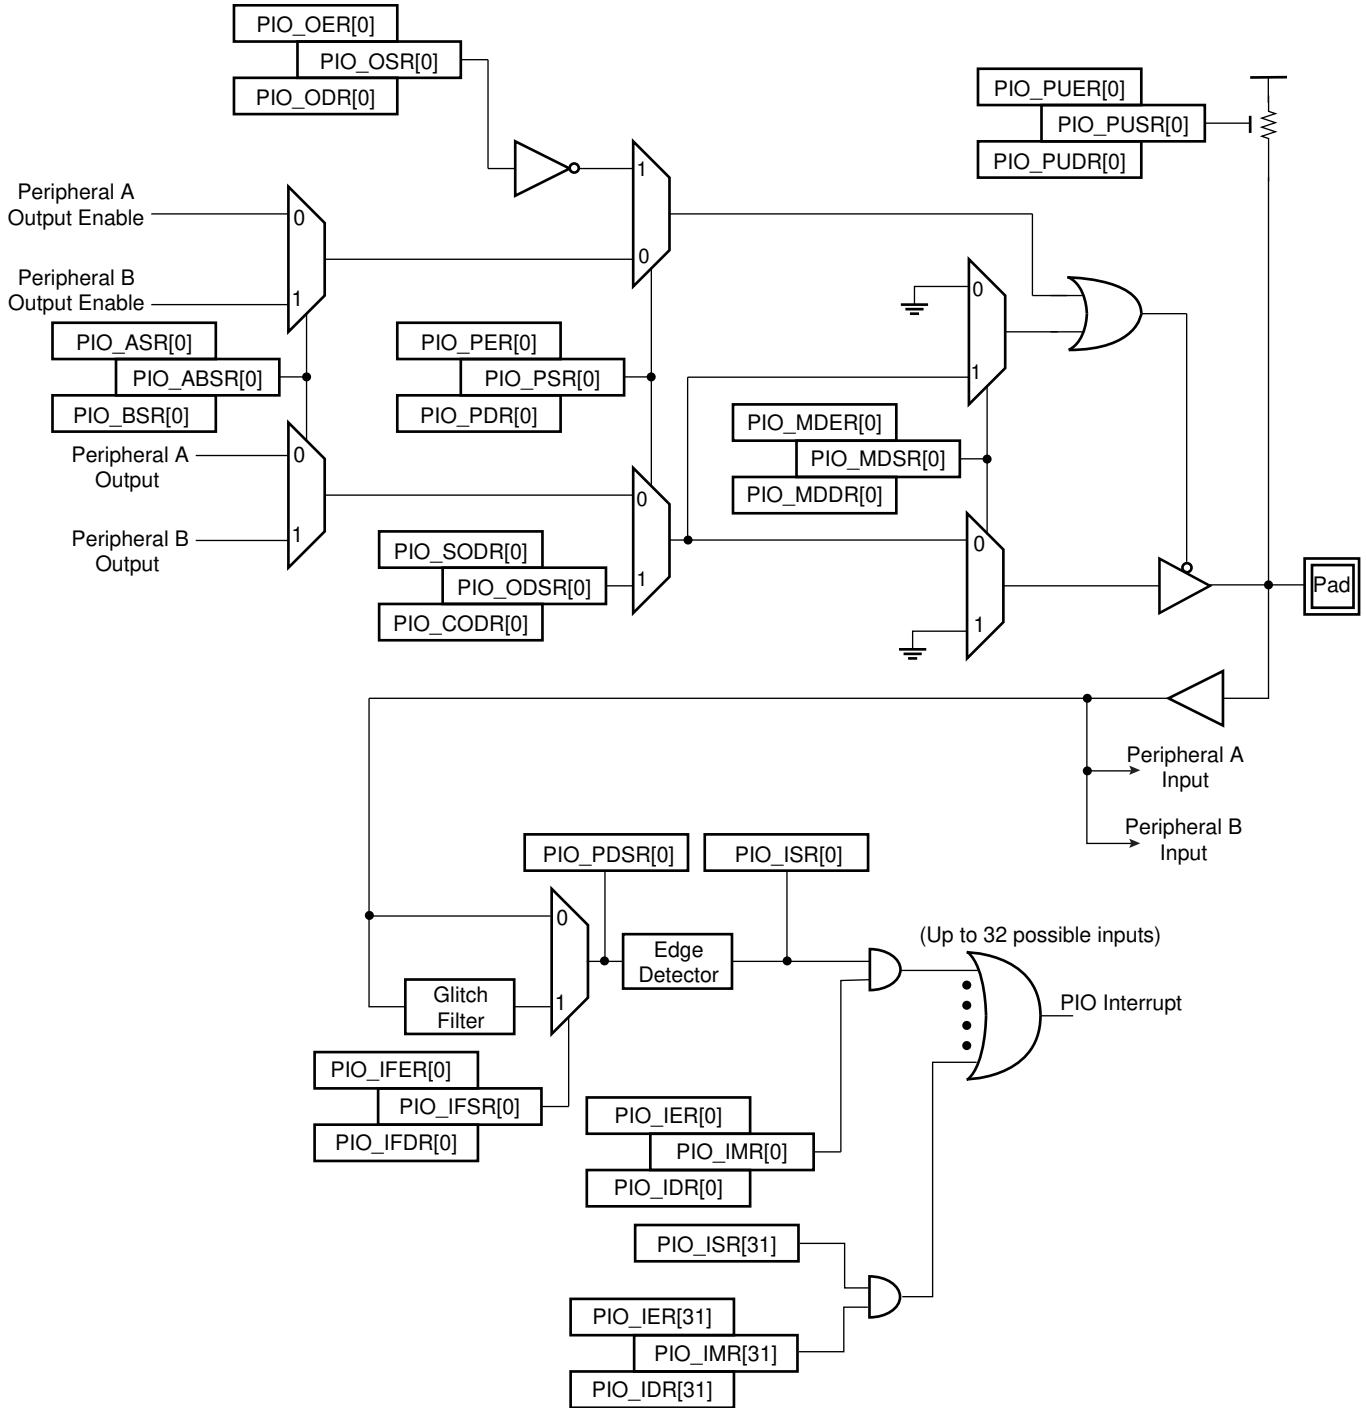 PIO_OER[0]
PIO_OSR[0]
PIO_ODR[0]
PIO_PUER[0]
PIO_PUSR[0]
PIO_PUDR[0]
1
0
Peripheral A
Output Enable
0
Peripheral B
Output Enable
1
PIO_ASR[0]
PIO_ABSR[0]
PIO_BSR[0]
PIO_PER[0]
PIO_PSR[0]
PIO_PDR[0]
0
1
PIO_MDER[0]
PIO_MDSR[0]
PIO_MDDR[0]
Peripheral A
Output
0
Peripheral B
Output
1
0
1
PIO_SODR[0]
PIO_ODSR[0]
PIO_CODR[0]
0
1
Pad
Peripheral A
Input
Peripheral B
Input
PIO_PDSR[0]
PIO_ISR[0]
0
1
Edge
Detector
Glitch
Filter
(Up to 32 possible inputs)
PIO Interrupt
PIO_IFER[0]
PIO_IFSR[0]
PIO_IFDR[0]
PIO_IER[0]
PIO_IMR[0]
PIO_IDR[0]
PIO_ISR[31]
PIO_IER[31]
PIO_IMR[31]
PIO_IDR[31]